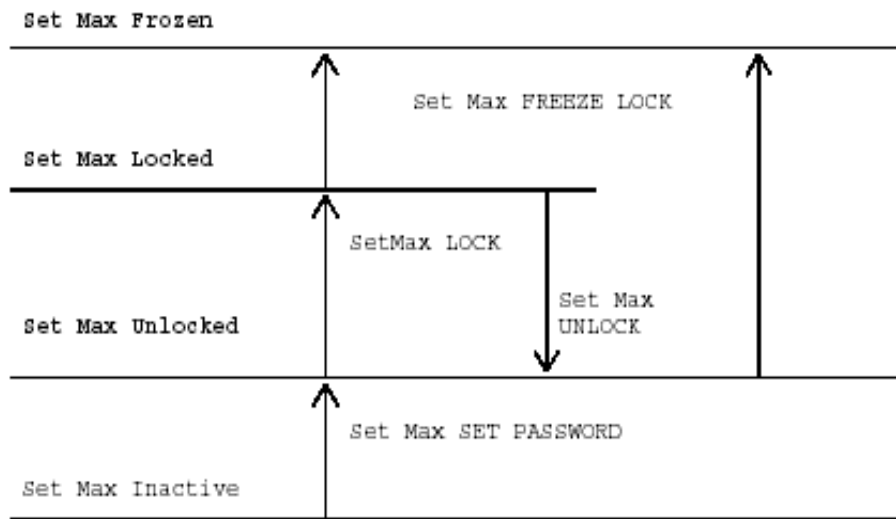 Set Max Frozen
Set Max FREEZE LOCK
Set Max Locked
SetMax LOCK
Set Max
UNLOCK
Set Max Unlocked
Set Max SET PASSWORD
Set Max Inactive